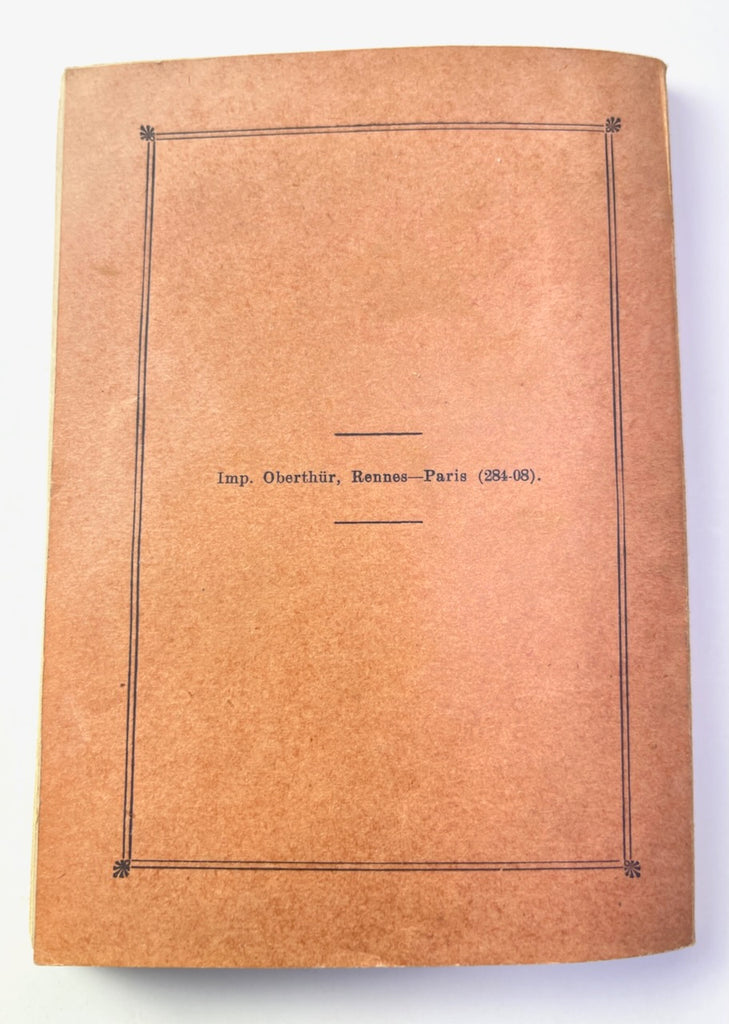 Imp. Oberthür, Rennes—Paris (284-08).